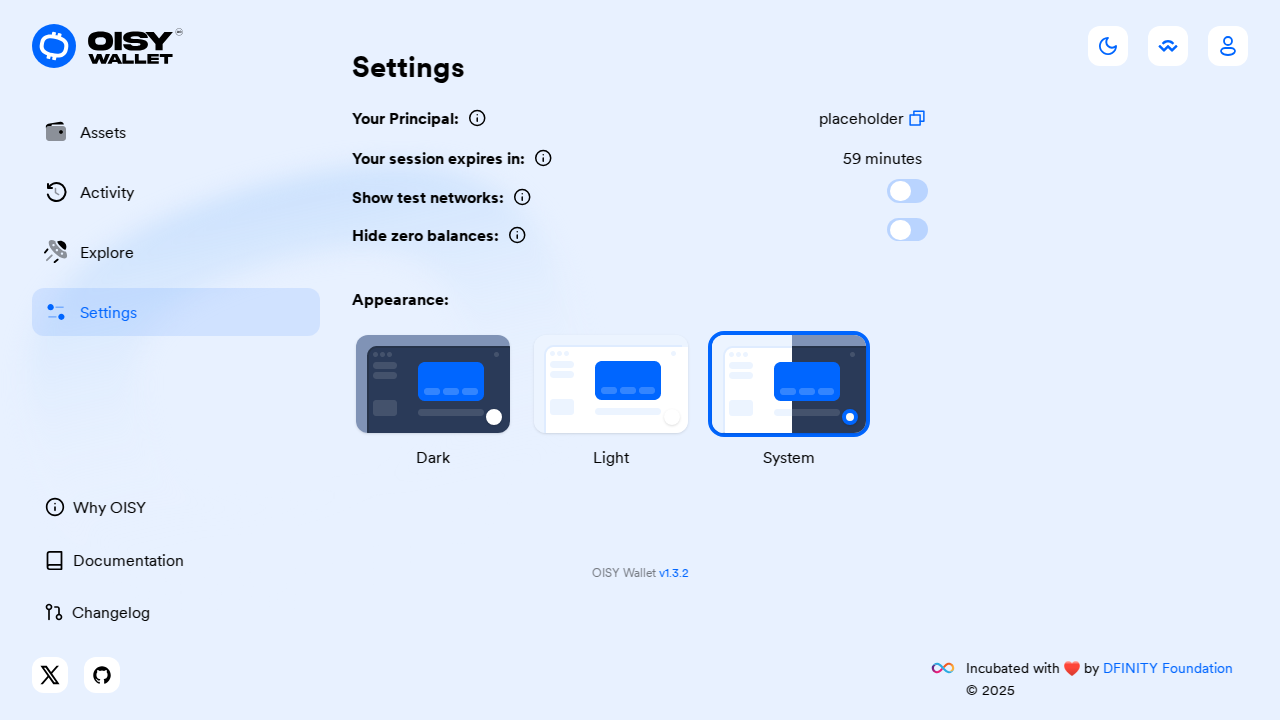 OISY
WALLET
Settings
Assets
Activity
Explore
Settings
Your Principal:
placeholder
Your session expires in:
59 minutes
Show test networks:
Hide zero balances:
Appearance:
Dark
Light
System
Why OISY
Documentation
Changelog
OISY Wallet v1.3.2
Incubated with ❤️ by DFINITY Foundation
© 2025